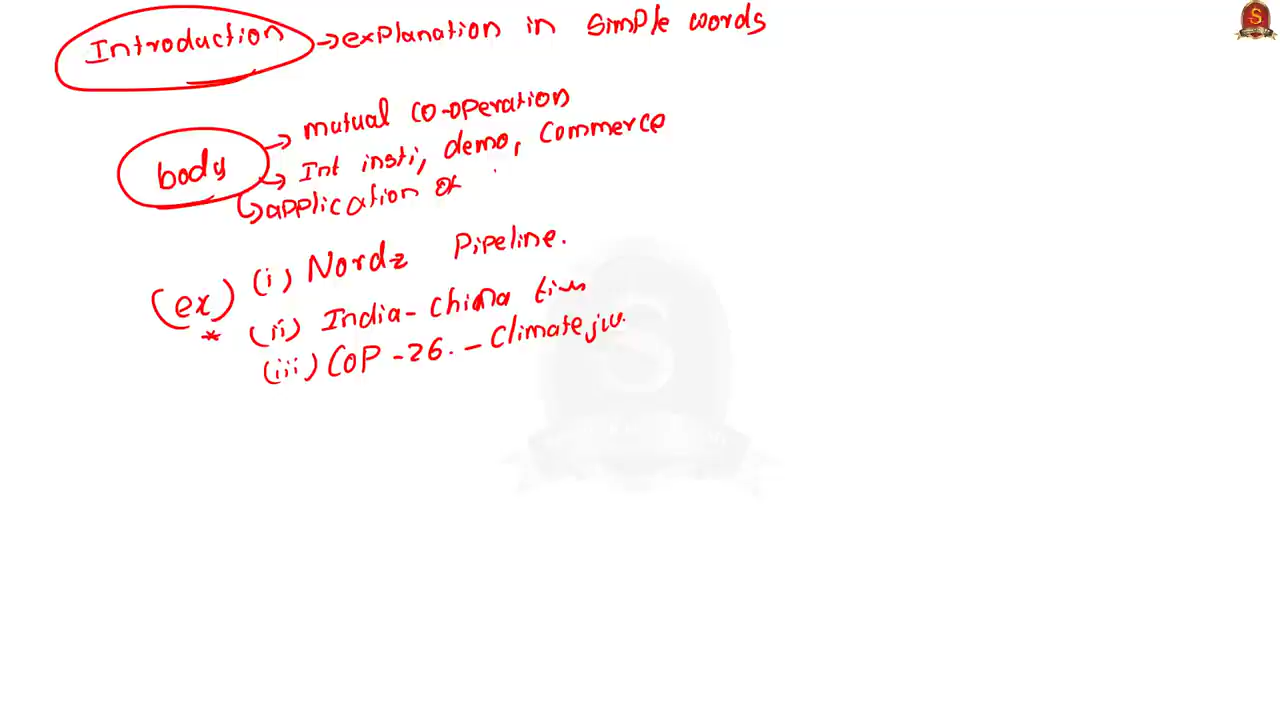 Introduction → explanation in simple words
body → mutual co-operation
→ Int insti, demo, Commerce
→ application of
(ex) (i) Nord2 Pipeline.
* (ii) India - China
(iii) COP - 26. - Climate